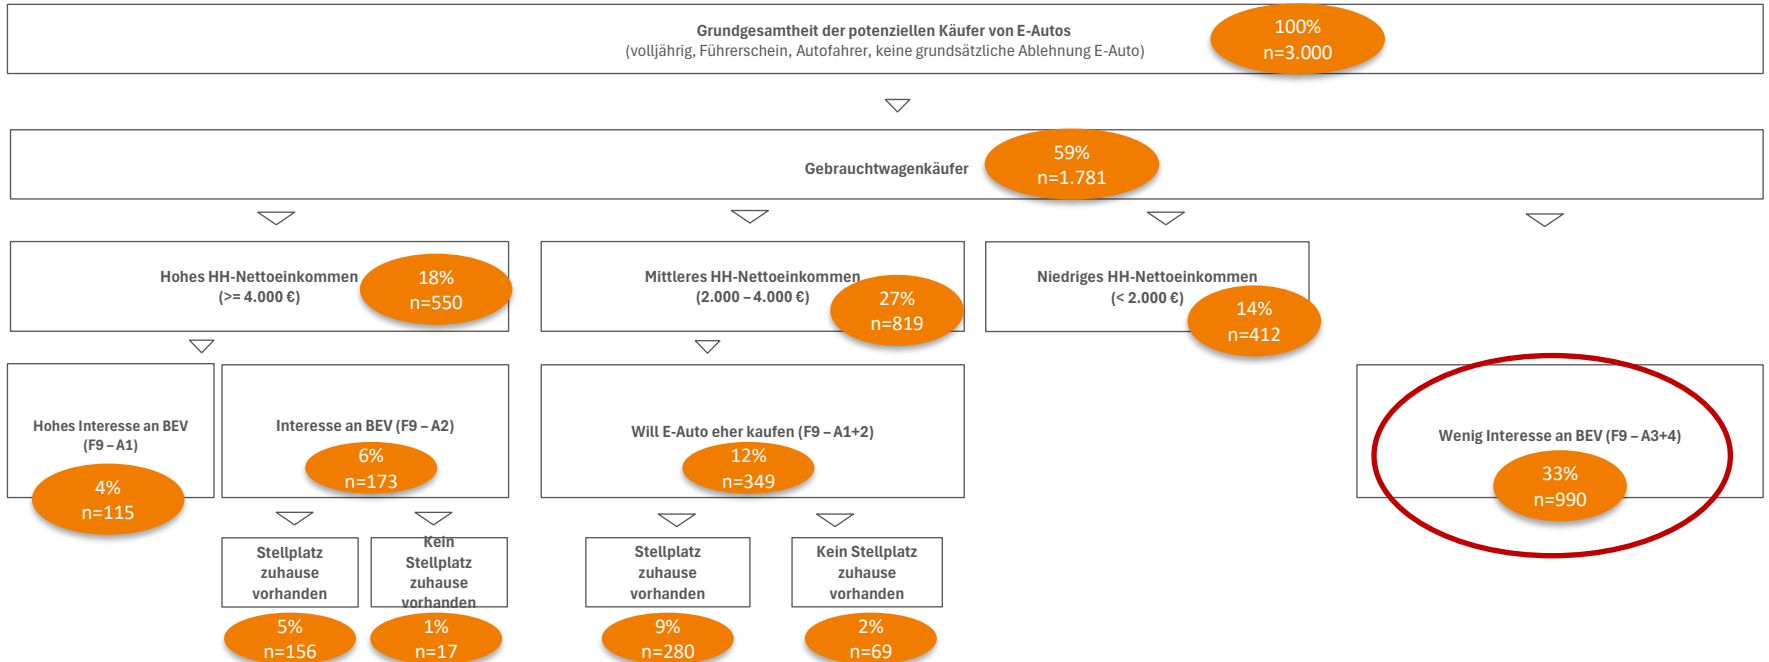 Grundgesamtheit der potenziellen Käufer von E-Autos
(volljährig, Führerschein, Autofahrer, keine grundsätzliche Ablehnung E-Auto)
100%
n=3.000
Gebrauchtwagenkäufer
59%
n=1.781
Hohes HH-Nettoeinkommen
(>= 4.000 €)
18%
n=550
Mittleres HH-Nettoeinkommen
(2.000 – 4.000 €)
27%
n=819
Niedriges HH-Nettoeinkommen
(< 2.000 €)
14%
n=412
Hohes Interesse an BEV
(F9 – A1)
4%
n=115
Interesse an BEV (F9 – A2)
6%
n=173
Will E-Auto eher kaufen (F9 – A1+2)
12%
n=349
Wenig Interesse an BEV (F9 – A3+4)
33%
n=990
Stellplatz
zuhause
vorhanden
5%
n=156
Kein
Stellplatz
zuhause
vorhanden
1%
n=17
Stellplatz
zuhause
vorhanden
9%
n=280
Kein Stellplatz
zuhause
vorhanden
2%
n=69